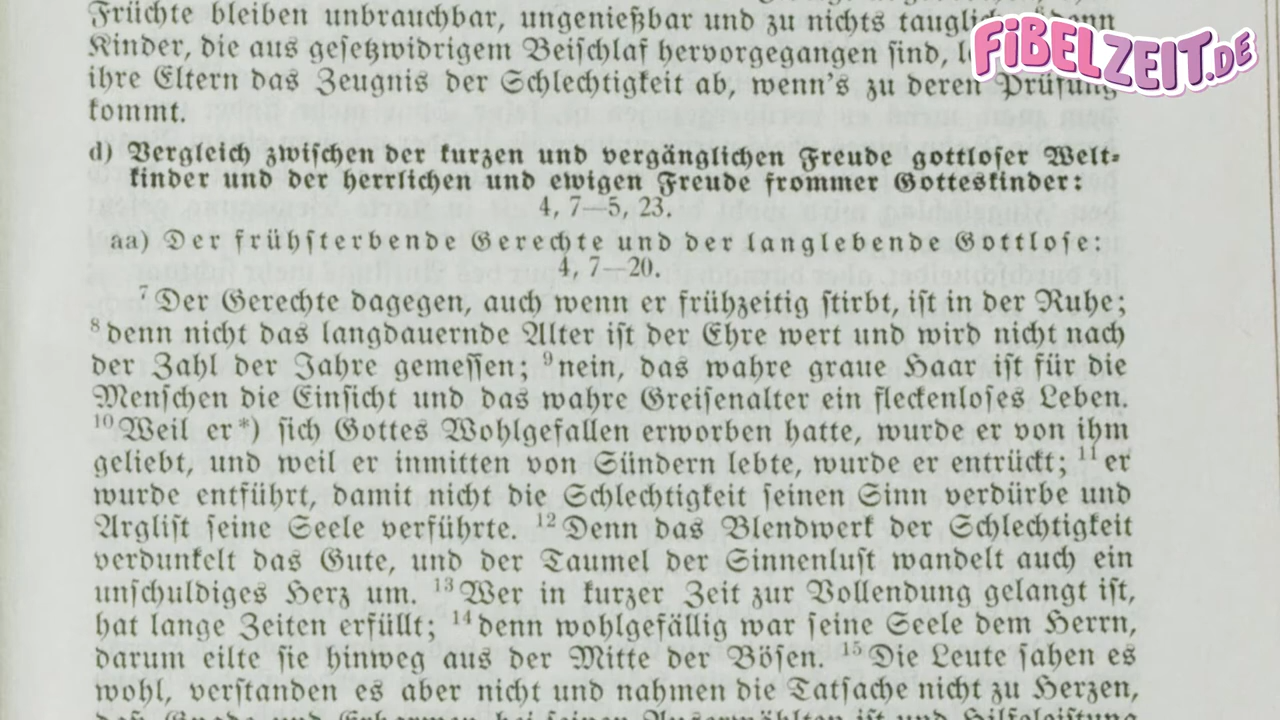 Früchte bleiben unbrauchbar, ungenießbar und zu nichts
Kinder, die aus gesetzwidrigem Beischlaf hervorgegangen sind,
ihre Eltern das Zeugnis der Schlechtigkeit ab, wenn's zu deren Prüfung
kommt.
d) Vergleich zwischen der kurzen und vergänglichen Freude gottloser Welt-
kinder und der herrlichen und ewigen Freude frommer Gotteskinder:
4, 7—5, 23.
aa) Der frühsterbende Gerechte und der langlebende Gottlose:
4, 7—20.
7 Der Gerechte dagegen, auch wenn er frühzeitig stirbt, ist in der Ruhe;
8 denn nicht das langdauernde Alter ist der Ehre wert und wird nicht nach
der Zahl der Jahre gemessen; 9 nein, das wahre graue Haar ist für die
Menschen die Einsicht und das wahre Greisenalter ein fleckenloses Leben.
10 Weil er*) sich Gottes Wohlgefallen erworben hatte, wurde er von ihm
geliebt, und weil er inmitten von Sündern lebte, wurde er entrückt; 11 er
wurde entführt, damit nicht die Schlechtigkeit seinen Sinn verdürbe und
Arglist seine Seele verführte. 12 Denn das Blendwerk der Schlechtigkeit
verdunkelt das Gute, und der Taumel der Sinnenlust wandelt auch ein
unschuldiges Herz um. 13 Wer in kurzer Zeit zur Vollendung gelangt ist,
hat lange Zeiten erfüllt; 14 denn wohlgefällig war seine Seele dem Herrn,
darum eilte sie hinweg aus der Mitte der Bösen. 15 Die Leute sahen es
wohl, verstanden es aber nicht und nahmen die Tatsache nicht zu Herzen,
FiBELZEiT.DE